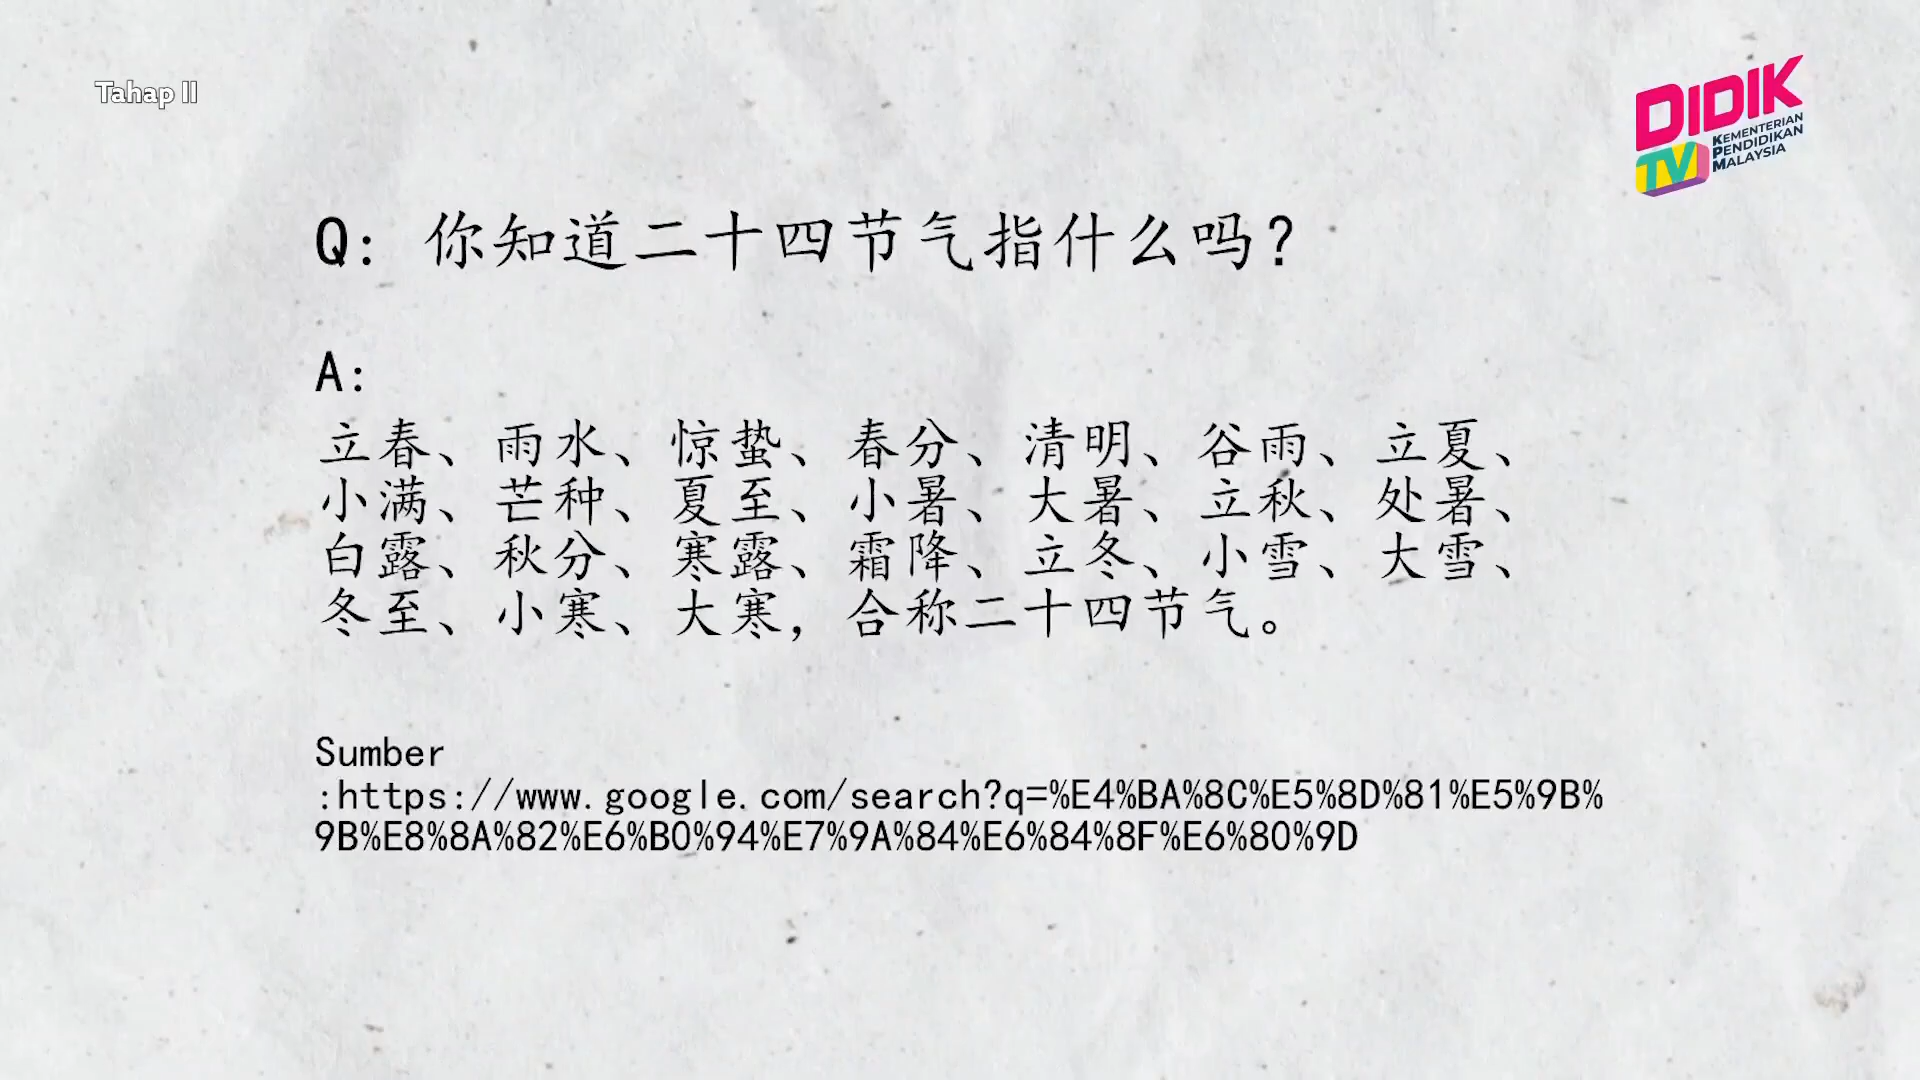 Tahap II
DIDIK
TV
KEMENTERIAN
PENDIDIKAN
MALAYSIA
Q: 你知道二十四节气指什么吗?
A:
立春、雨水、惊蛰、春分、清明、谷雨、立夏、
小满、芒种、夏至、小暑、大暑、立秋、处暑、
白露、秋分、寒露、霜降、立冬、小雪、大雪、
冬至、小寒、大寒，合称二十四节气。
Sumber
:https://www.google.com/search?q=%E4%BA%8C%E5%8D%81%E5%9B%
9B%E8%8A%82%E6%B0%94%E7%9A%84%E6%84%8F%E6%80%9D